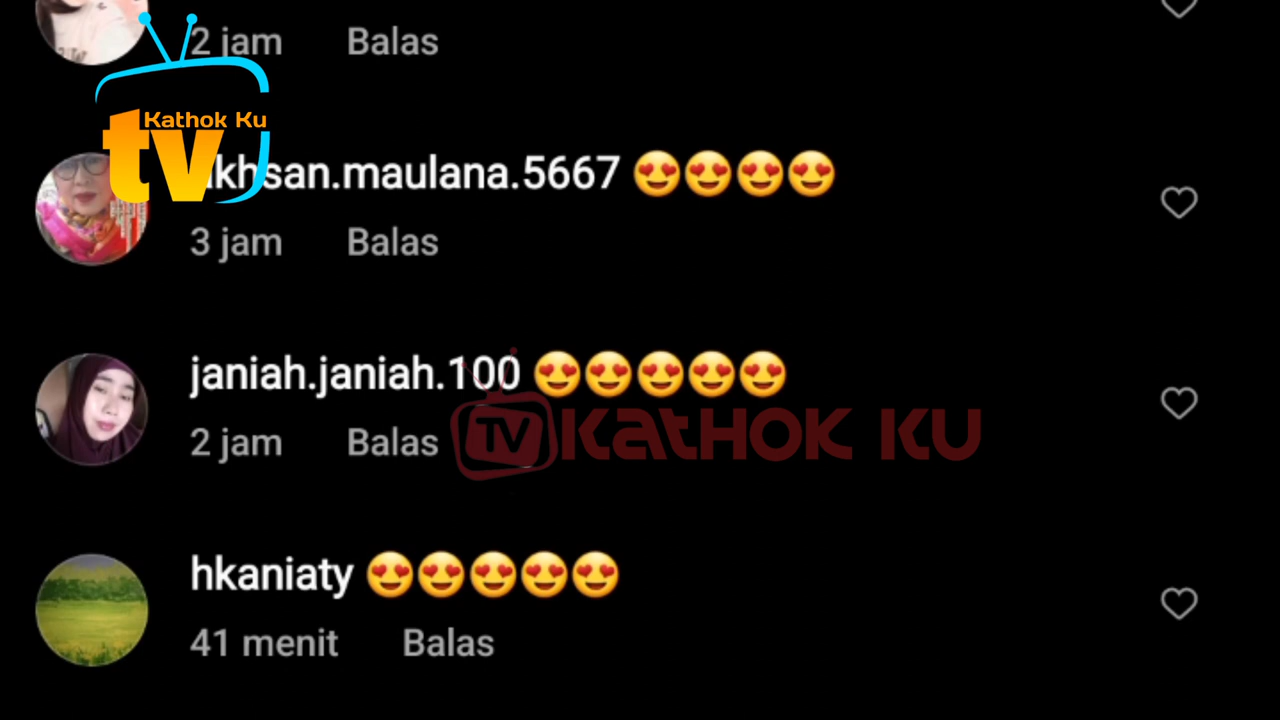 2 jam Balas
Kathok Ku
tv
khsan.maulana.5667 😍😍😍😍
3 jam Balas
janiah.janiah.100 😍😍😍😍😍
2 jam Balas
TV KATHOK KU
hkaniaty 😍😍😍😍😍
41 menit Balas